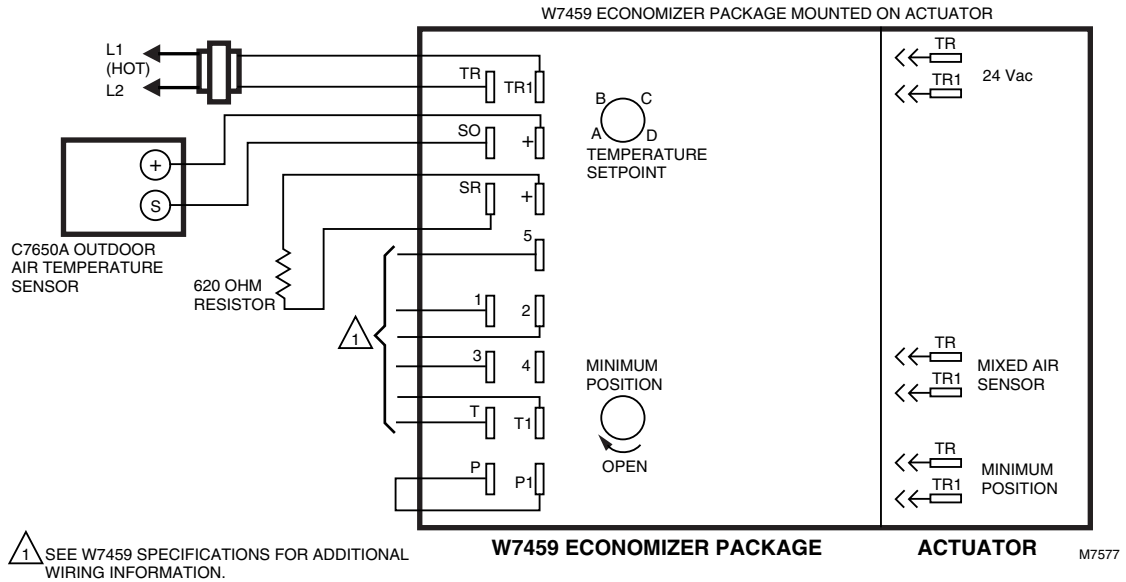 W7459 ECONOMIZER PACKAGE MOUNTED ON ACTUATOR
L1
(HOT)
L2
TR
TR1
TR
TR1
24 Vac
B C
A D
TEMPERATURE
SETPOINT
SO
+
+
S
C7650A OUTDOOR
AIR TEMPERATURE
SENSOR
SR
+
620 OHM
RESISTOR
5
1
2
1
3
4
T
T1
P
P1
MINIMUM
POSITION
OPEN
TR
TR1
MIXED AIR
SENSOR
TR
TR1
MINIMUM
POSITION
W7459 ECONOMIZER PACKAGE
ACTUATOR
M7577
1 SEE W7459 SPECIFICATIONS FOR ADDITIONAL
WIRING INFORMATION.